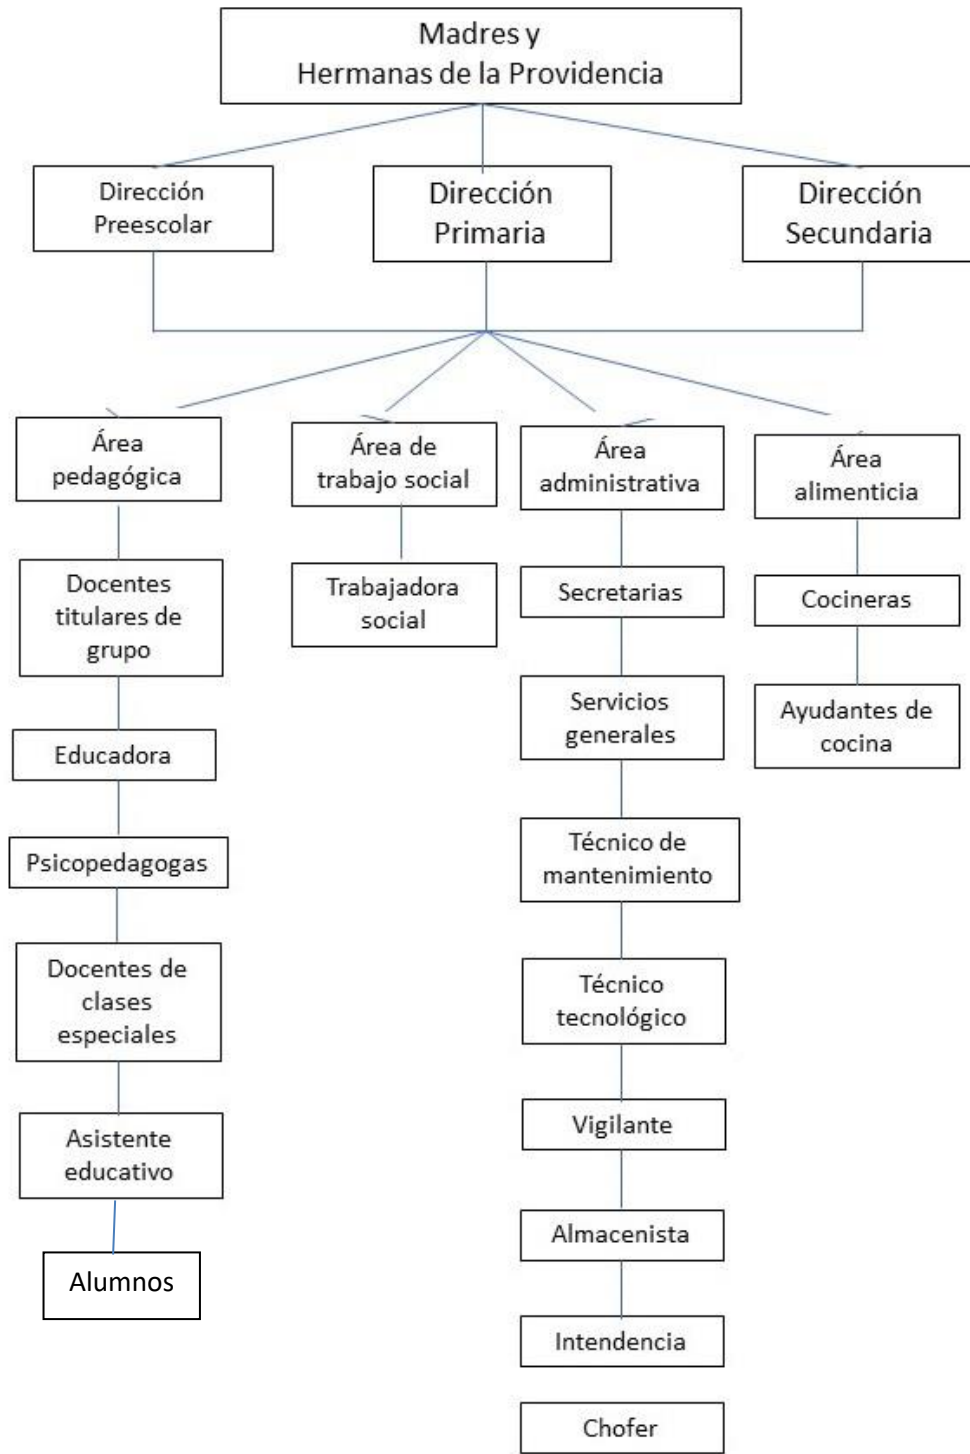 Madres y
Hermanas de la Providencia
Dirección
Preescolar
Dirección
Primaria
Dirección
Secundaria
Área
pedagógica
Área de
trabajo social
Área
administrativa
Área
alimenticia
Docentes
titulares de
grupo
Trabajadora
social
Secretarias
Cocineras
Educadora
Servicios
generales
Ayudantes de
cocina
Psicopedagogas
Técnico de
mantenimiento
Docentes de
clases
especiales
Técnico
tecnológico
Asistente
educativo
Vigilante
Alumnos
Almacenista
Intendencia
Chofer